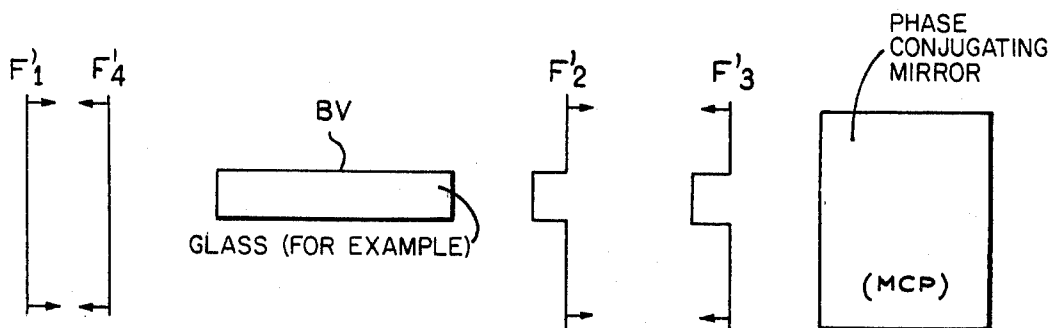 PHASE
CONJUGATING
MIRROR
F'1 F'4 F'2 F'3
BV
GLASS (FOR EXAMPLE)
(MCP)